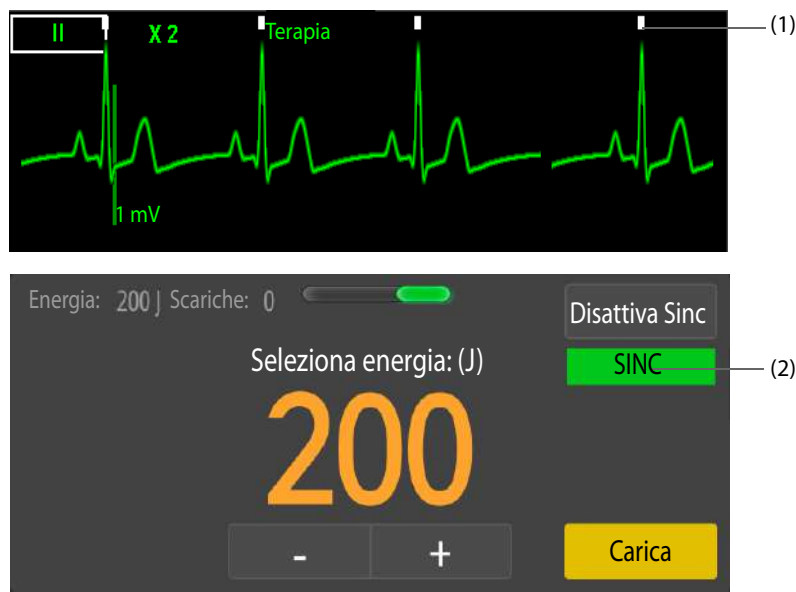 II X 2 Terapia (1)
1 mV
Energia: 200 J Scariche: 0 Disattiva Sinc
Seleziona energia: (J) SINC (2)
200
- + Carica